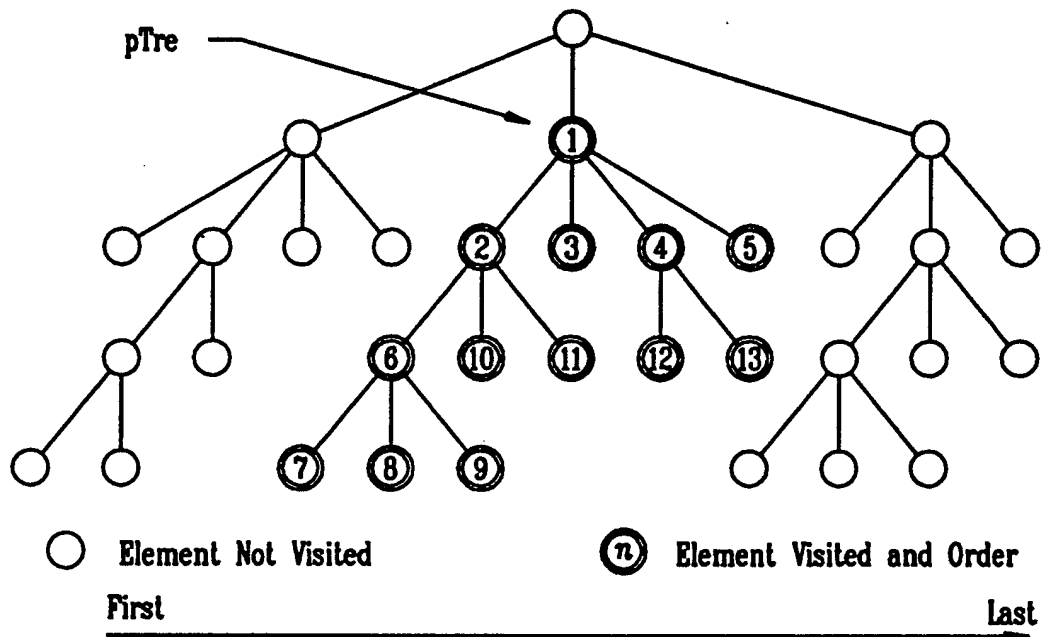 pTre
1
2 3 4 5
6 10 11 12 13
7 8 9
Element Not Visited
n Element Visited and Order
First Last